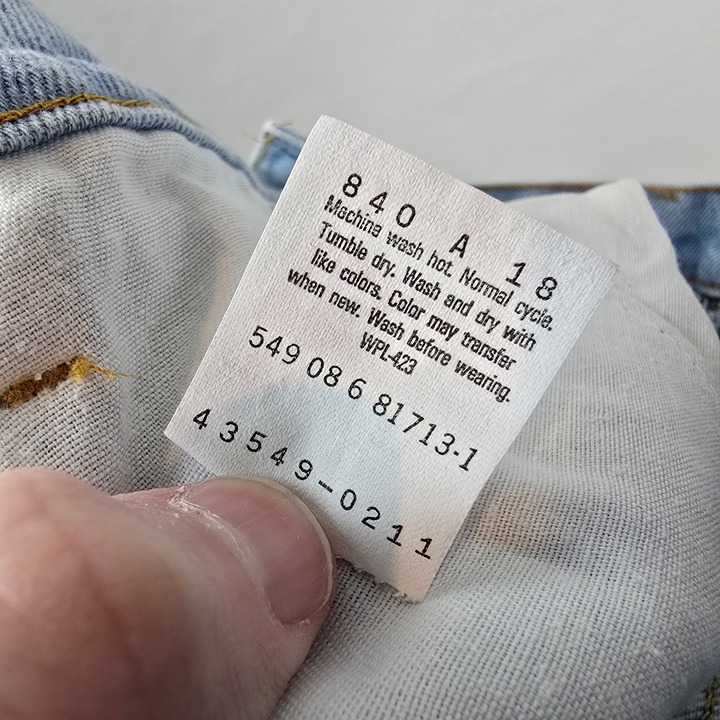 840 A 18
Machine wash hot. Normal cycle.
Tumble dry. Wash and dry with
like colors. Color may transfer
when new. Wash before wearing.
WPL-423
549 08 6 81713-1
43549-0211